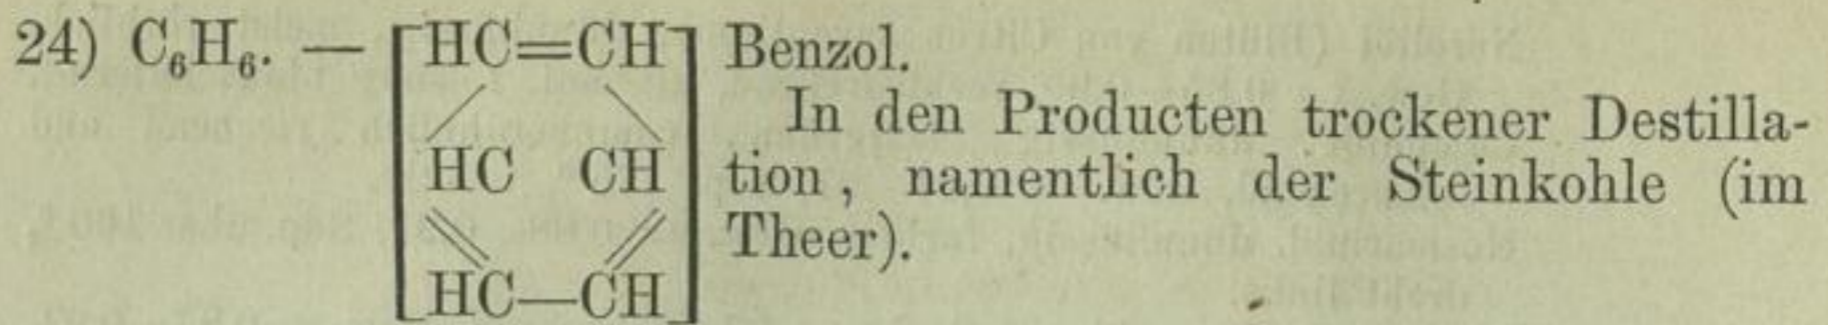 24) C₆H₆. — [HC=CH] Benzol.
In den Producten trockener Destilla-
HC CH tion, namentlich der Steinkohle (im
Theer).
HC—CH